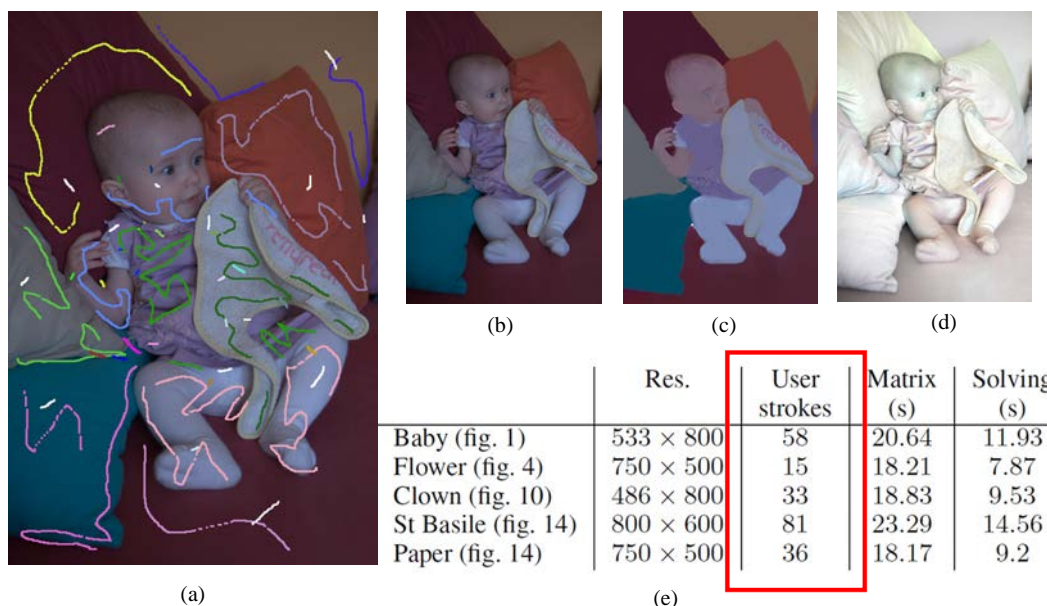 (a)
(b)
(c)
(d)
Res. User strokes Matrix (s) Solving (s)
Baby (fig. 1) 533 × 800 58 20.64 11.93
Flower (fig. 4) 750 × 500 15 18.21 7.87
Clown (fig. 10) 486 × 800 33 18.83 9.53
St Basile (fig. 14) 800 × 600 81 23.29 14.56
Paper (fig. 14) 750 × 500 36 18.17 9.2
(e)